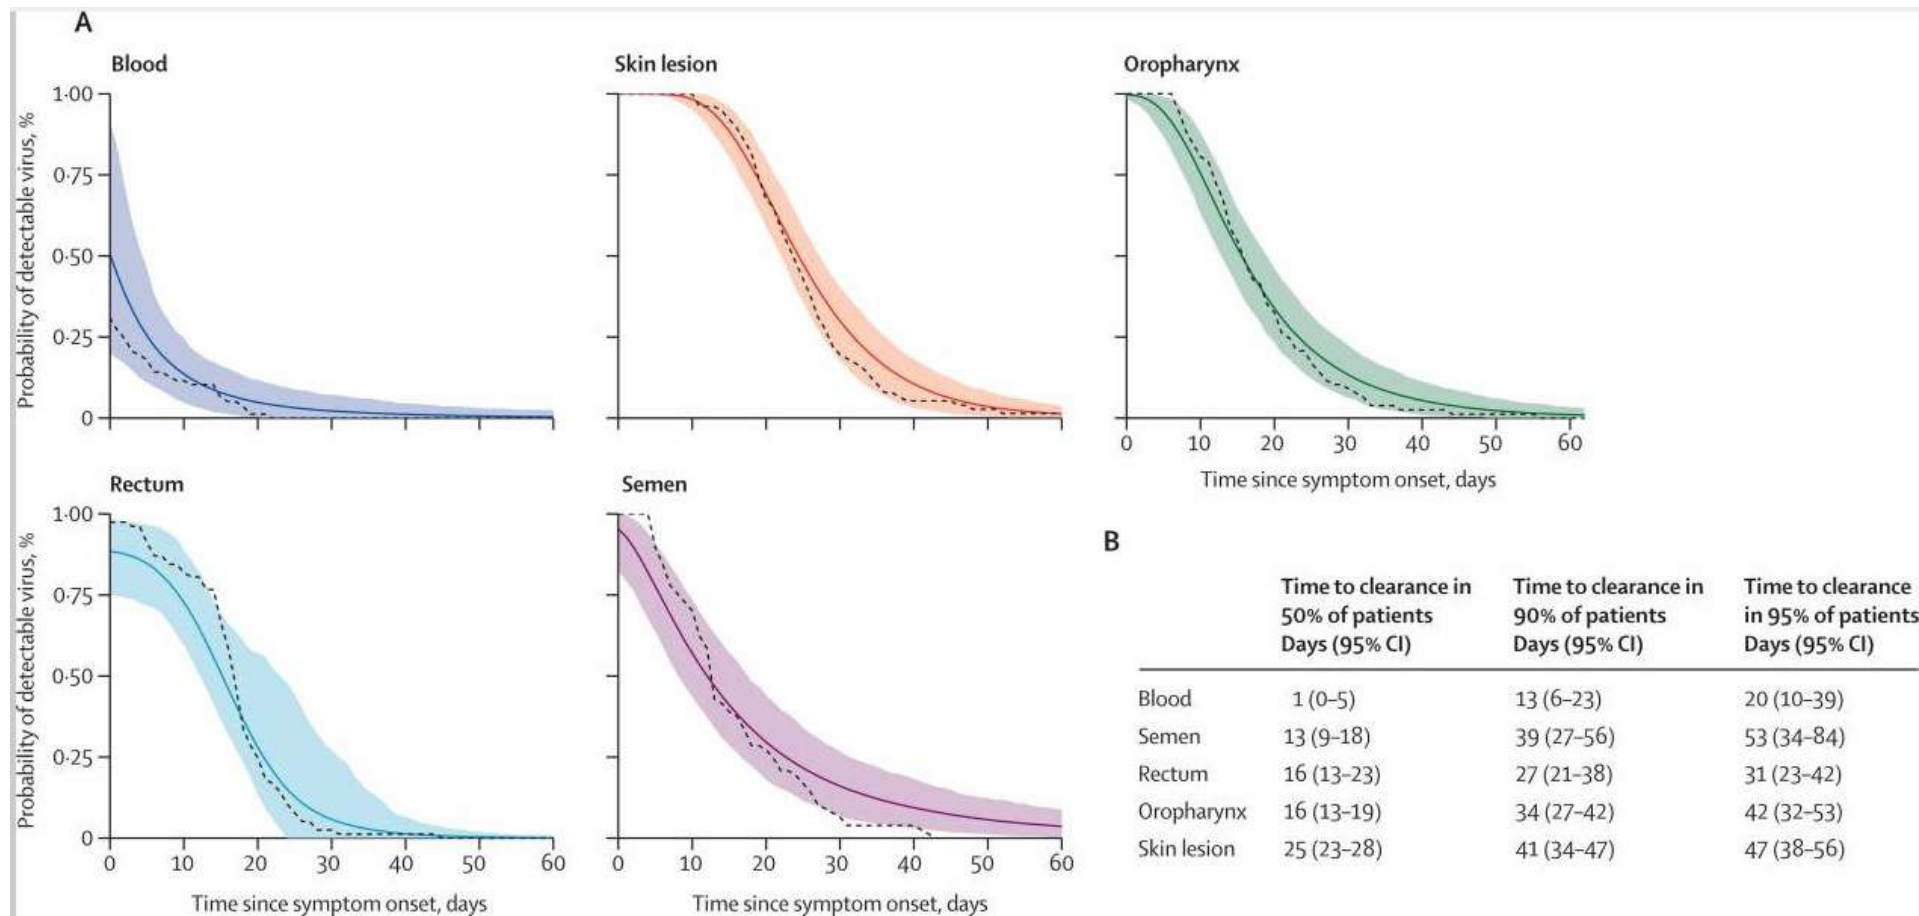 A
Blood
Skin lesion
Oropharynx
Probability of detectable virus, %
1·00
0·75
0·50
0·25
0
0 10 20 30 40 50 60
Time since symptom onset, days
Rectum
Semen
Probability of detectable virus, %
1·00
0·75
0·50
0·25
0
0 10 20 30 40 50 60
0 10 20 30 40 50 60
Time since symptom onset, days
Time since symptom onset, days
B
Time to clearance in Time to clearance in Time to clearance
50% of patients 90% of patients in 95% of patients
Days (95% CI) Days (95% CI) Days (95% CI)
Blood 1 (0–5) 13 (6–23) 20 (10–39)
Semen 13 (9–18) 39 (27–56) 53 (34–84)
Rectum 16 (13–23) 27 (21–38) 31 (23–42)
Oropharynx 16 (13–19) 34 (27–42) 42 (32–53)
Skin lesion 25 (23–28) 41 (34–47) 47 (38–56)